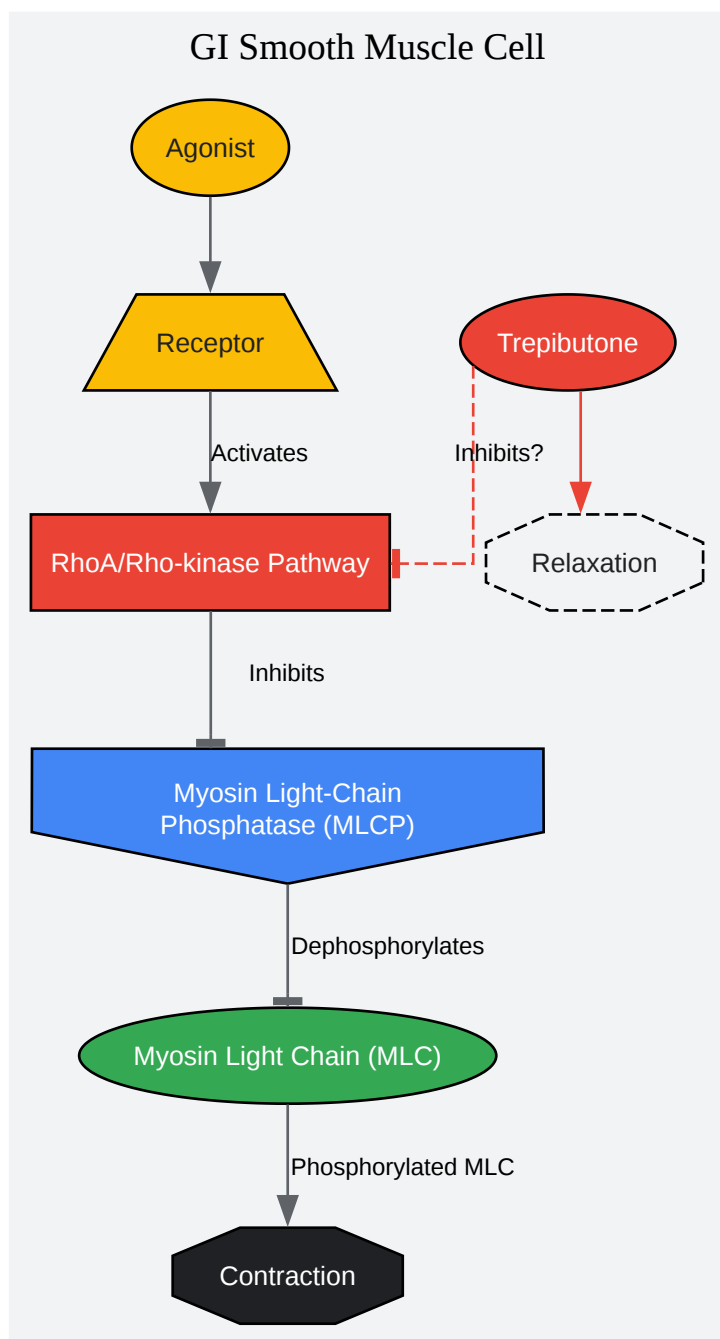 GI Smooth Muscle Cell
Agonist
Receptor
Trepibutone
Activates
Inhibits?
RhoA/Rho-kinase Pathway
Relaxation
Inhibits
Myosin Light-Chain
Phosphatase (MLCP)
Dephosphorylates
Myosin Light Chain (MLC)
Phosphorylated MLC
Contraction